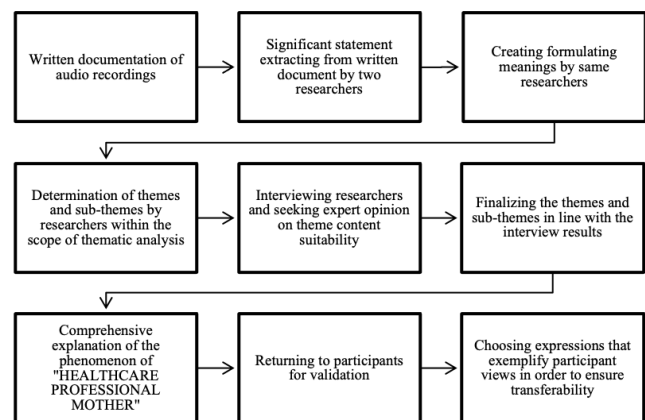 Written documentation of
audio recordings
Significant statement
extracting from written
document by two
researchers
Creating formulating
meanings by same
researchers
Determination of themes
and sub-themes by
researchers within the
scope of thematic analysis
Interviewing researchers
and seeking expert opinion
on theme content
suitability
Finalizing the themes and
sub-themes in line with the
interview results
Comprehensive
explanation of the
phenomenon of
"HEALTHCARE
PROFESSIONAL
MOTHER"
Returning to participants
for validation
Choosing expressions that
exemplify participant
views in order to ensure
transferability